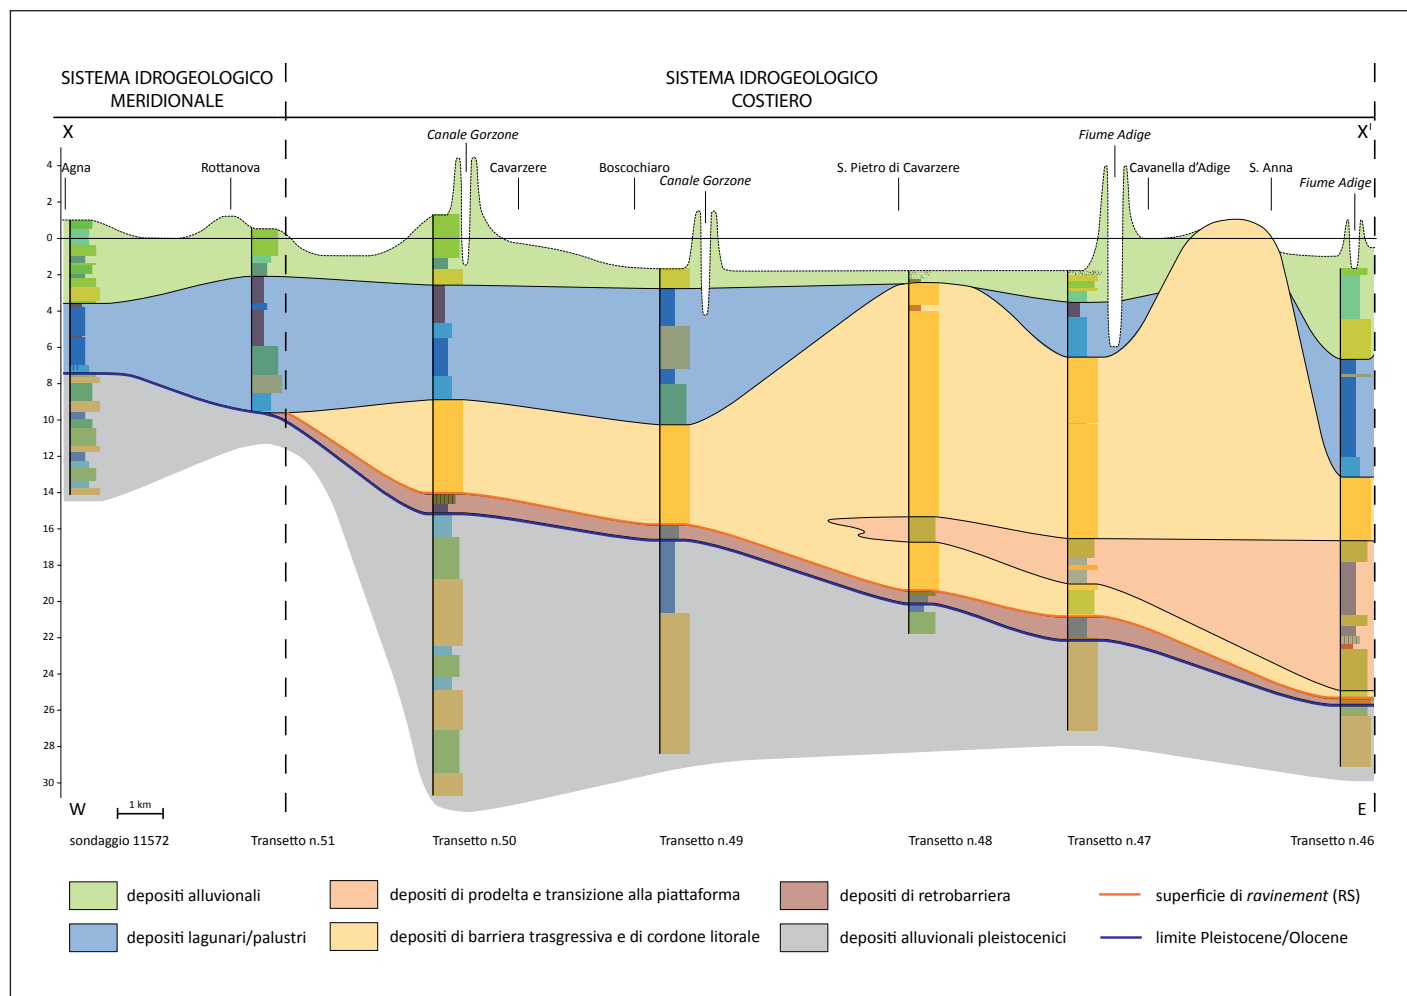 SISTEMA IDROGEOLOGICO
MERIDIONALE
SISTEMA IDROGEOLOGICO
COSTIERO
X
X'
Canale Gorzone
Fiume Adige
Agna
Rottanova
Cavarzere
Boscochiaro
Canale Gorzone
S. Pietro di Cavarzere
Cavanella d'Adige
S. Anna
Fiume Adige
4
2
0
2
4
6
8
10
12
14
16
18
20
22
24
26
28
30
W
1 km
E
sondaggio 11572
Transetto n.51
Transetto n.50
Transetto n.49
Transetto n.48
Transetto n.47
Transetto n.46
depositi alluvionali
depositi di prodelta e transizione alla piattaforma
depositi di retrobarriera
superficie di ravinement (RS)
depositi lagunari/palustri
depositi di barriera trasgressiva e di cordone litorale
depositi alluvionali pleistocenici
limite Pleistocene/Olocene